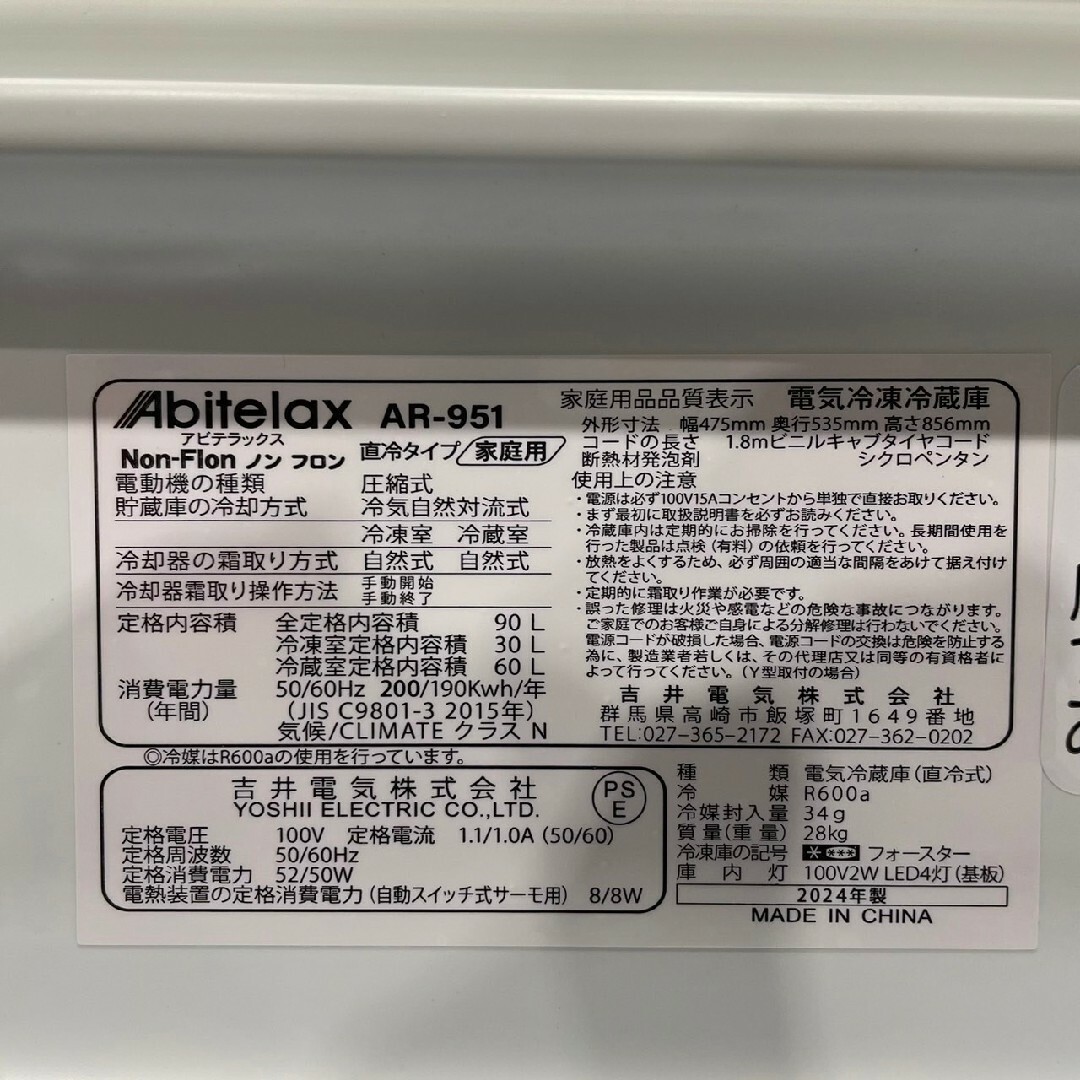 Abitelax AR-951
アビテラックス
Non-Flon ノン フロン 直冷タイプ 家庭用
電動機の種類 圧縮式
貯蔵庫の冷却方式 冷気自然対流式
冷凍室 冷蔵室
冷却器の霜取り方式 自然式 自然式
冷却器霜取り操作方法 手動開始
手動終了
定格内容積 全定格内容積 90 L
冷凍室定格内容積 30 L
冷蔵室定格内容積 60 L
消費電力量 50/60Hz 200/190Kwh/年
(年間) (JIS C9801-3 2015年)
気候/CLIMATE クラス N
家庭用品品質表示 電気冷凍冷蔵庫
外形寸法 幅475mm 奥行535mm 高さ856mm
コードの長さ 1.8mビニルキャブタイヤコード
断熱材発泡剤 シクロペンタン
使用上の注意
・電源は必ず100V15Aコンセントから単独で直接お取りください。
・まず最初に取扱説明書を必ずお読みください。
・冷蔵庫内は定期的にお掃除を行ってください。長期間使用を
行った製品は点検(有料)の依頼を行ってください。
・放熱をよくするため、必ず周囲の適当な間隔をあけて据え付け
てください。
・定期的に霜取り作業が必要です。
・誤った修理は火災や感電などの危険な事故につながります。
ご家庭でのお客様ご自身による分解修理は行わないでください。
電源コードが破損した場合、電源コードの交換は危険を防止する
為に、製造業者若しくは、その代理店又は同等の有資格者に
よって行ってください。(Y型取付の場合)
吉井電気株式会社
群馬県高崎市飯塚町1649番地
TEL:027-365-2172 FAX:027-362-0202
◎冷媒はR600aの使用を行っています。
吉井電気株式会社
YOSHII ELECTRIC CO.,LTD.
PS
E
定格電圧 100V 定格電流 1.1/1.0A (50/60)
定格周波数 50/60Hz
定格消費電力 52/50W
電熱装置の定格消費電力(自動スイッチ式サーモ用) 8/8W
種類 電気冷蔵庫(直冷式)
冷媒 R600a
冷媒封入量 34g
質量(重量) 28kg
冷凍庫の記号 * *** フォースター
庫内灯 100V2W LED4灯(基板)
2024年製
MADE IN CHINA